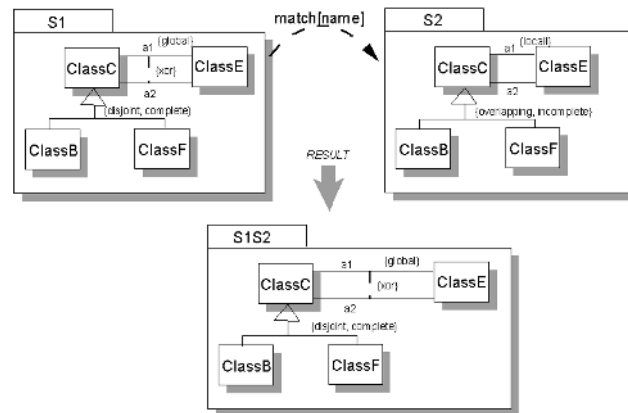 S1
match[name]
S2
{global}
a1
ClassC
ClassE
{xor}
a2
{disjoint, complete}
ClassB
ClassF
{local}
a1
ClassC
ClassE
a2
{overlapping, incomplete}
ClassB
ClassF
RESULT
S1S2
{global}
a1
ClassC
ClassE
{xor}
a2
{disjoint, complete}
ClassB
ClassF